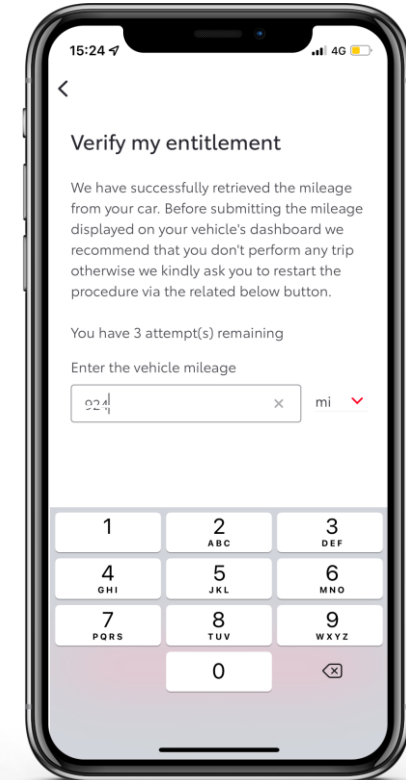 15:24 4G
Verify my entitlement
We have successfully retrieved the mileage
from your car. Before submitting the mileage
displayed on your vehicle's dashboard we
recommend that you don't perform any trip
otherwise we kindly ask you to restart the
procedure via the related below button.
You have 3 attempt(s) remaining
Enter the vehicle mileage
924 mi
1 2 3
ABC DEF
4 5 6
GHI JKL MNO
7 8 9
PQRS TUV WXYZ
0